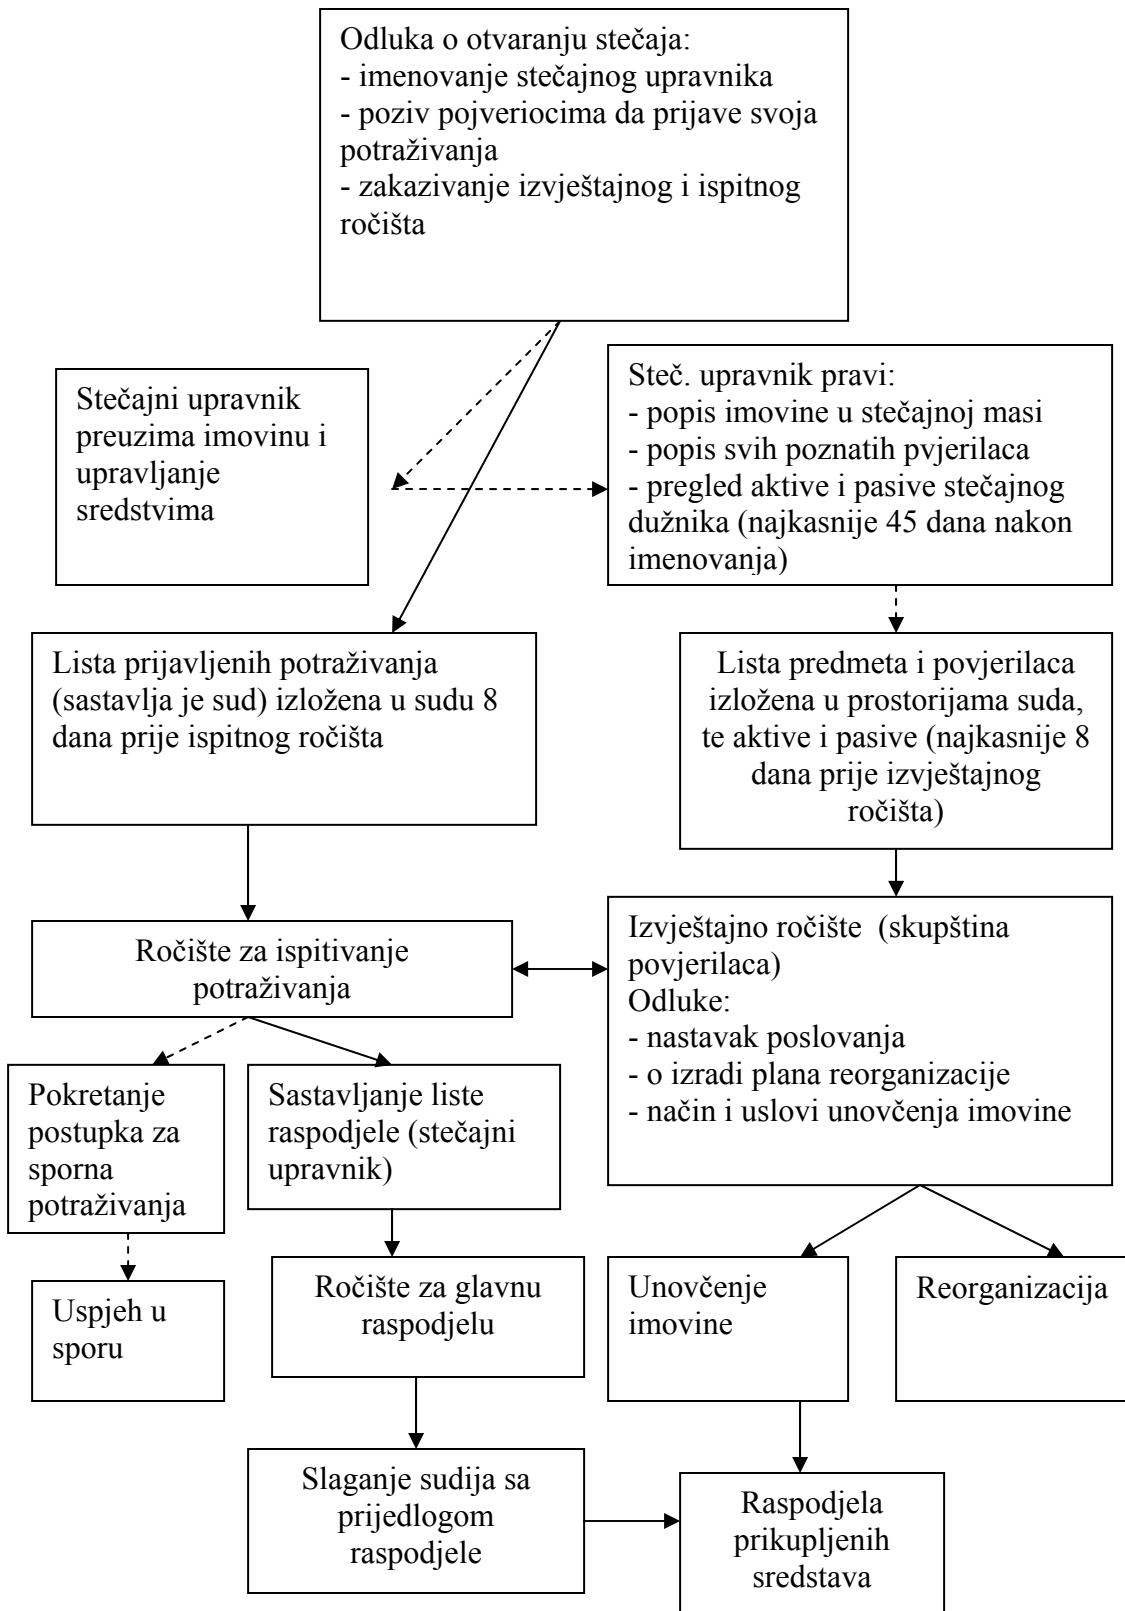 Odluka o otvaranju stečaja:
- imenovanje stečajnog upravnika
- poziv pojveriocima da prijave svoja
potraživanja
- zakazivanje izvještajnog i ispitnog
ročišta
Stečajni upravnik
preuzima imovinu i
upravljanje
sredstvima
Steč. upravnik pravi:
- popis imovine u stečajnoj masi
- popis svih poznatih pvjerilaca
- pregled aktive i pasive stečajnog
dužnika (najkasnije 45 dana nakon
imenovanja)
Lista prijavljenih potraživanja
(sastavlja je sud) izložena u sudu 8
dana prije ispitnog ročišta
Lista predmeta i povjerilaca
izložena u prostorijama suda,
te aktive i pasive (najkasnije 8
dana prije izvještajnog
ročišta)
Ročište za ispitivanje
potraživanja
Izvještajno ročište  (skupština
povjerilaca)
Odluke:
- nastavak poslovanja
- o izradi plana reorganizacije
- način i uslovi unovčenja imovine
Pokretanje
postupka za
sporna
potraživanja
Sastavljanje liste
raspodjele (stečajni
upravnik)
Uspjeh u
sporu
Ročište za glavnu
raspodjelu
Unovčenje
imovine
Reorganizacija
Slaganje sudija sa
prijedlogom
raspodjele
Raspodjela
prikupljenih
sredstava